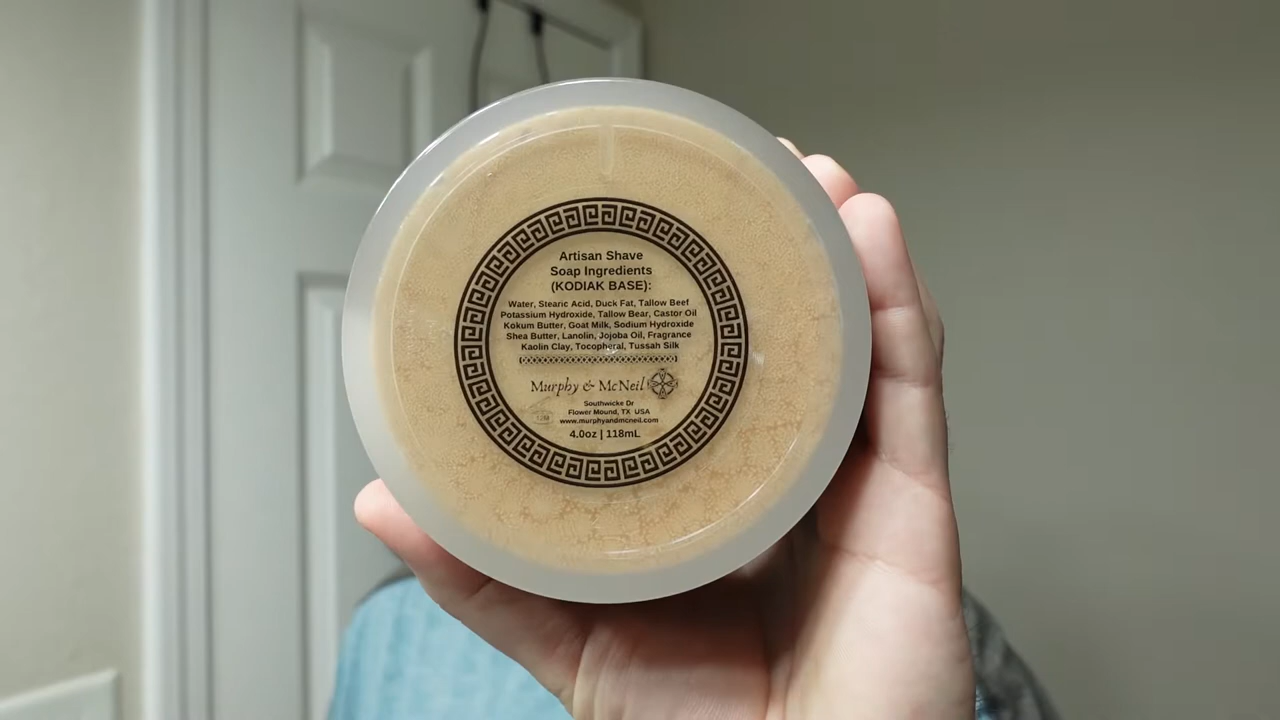 Artisan Shave
Soap Ingredients
(KODIAK BASE):
Water, Stearic Acid, Duck Fat, Tallow Beef
Potassium Hydroxide, Tallow Bear, Castor Oil
Kokum Butter, Goat Milk, Sodium Hydroxide
Shea Butter, Lanolin, Jojoba Oil, Fragrance
Kaolin Clay, Tocopheral, Tussah Silk
Murphy & McNeil
Southwicke Dr
Flower Mound, TX USA
www.murphyandmcneil.com
4.0oz | 118mL